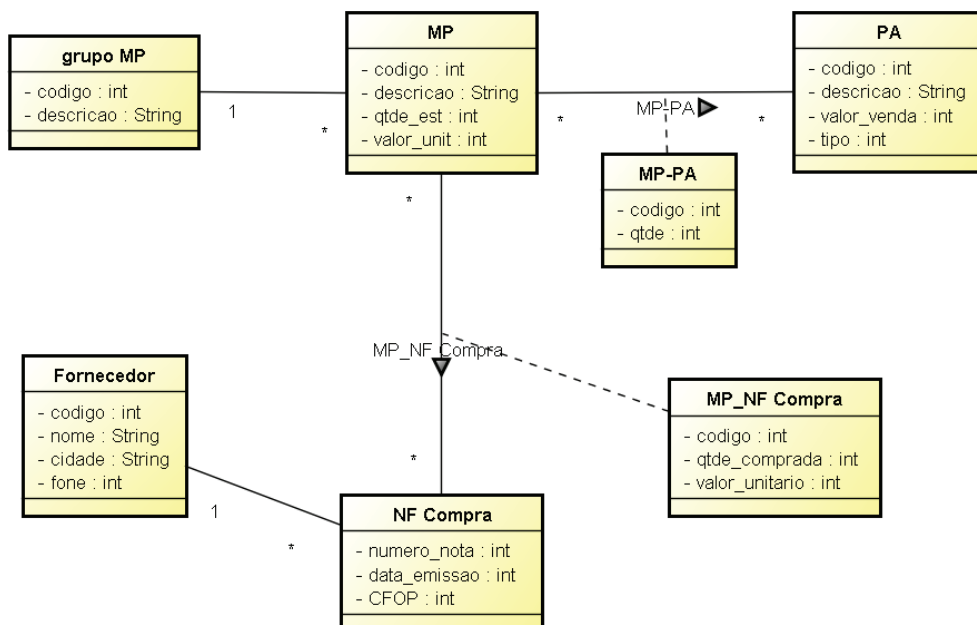 grupo MP
- codigo : int
- descricao : String
1
*
MP
- codigo : int
- descricao : String
- qtde_est : int
- valor_unit : int
*
MP-PA
*
PA
- codigo : int
- descricao : String
- valor_venda : int
- tipo : int
MP-PA
- codigo : int
- qtde : int
*
MP_NF Compra
*
Fornecedor
- codigo : int
- nome : String
- cidade : String
- fone : int
1
*
MP_NF Compra
- codigo : int
- qtde_comprada : int
- valor_unitario : int
NF Compra
- numero_nota : int
- data_emissao : int
- CFOP : int